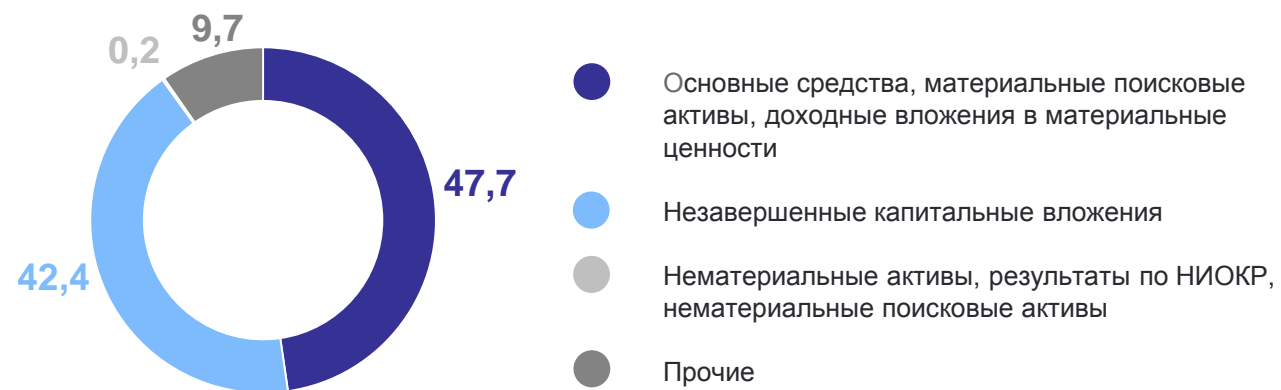 9,7
0,2
47,7
42,4
Основные средства, материальные поисковые
активы, доходные вложения в материальные
ценности
Незавершенные капитальные вложения
Нематериальные активы, результаты по НИОКР,
нематериальные поисковые активы
Прочие